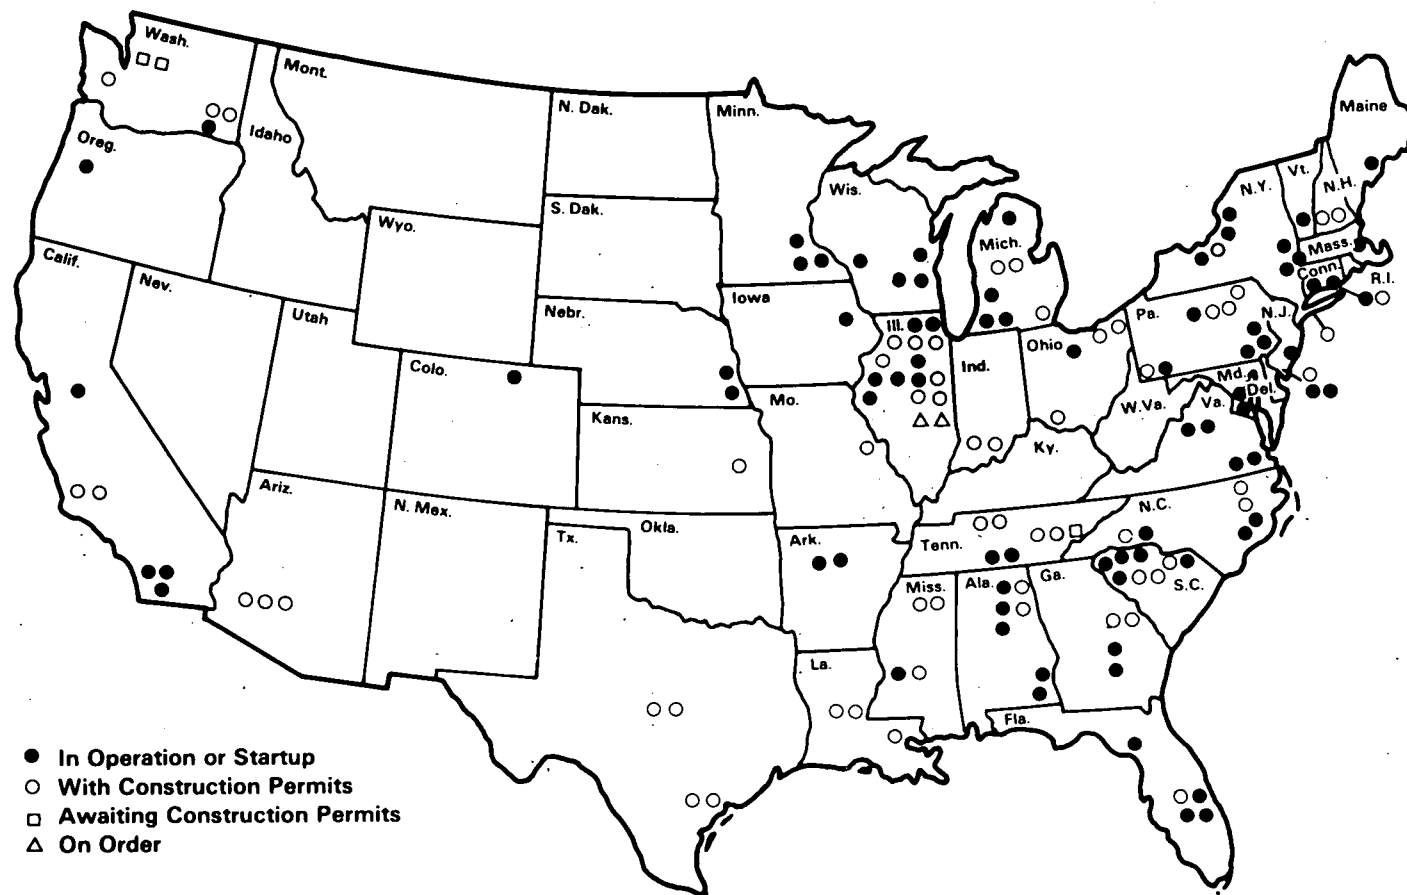 Wash.
Mont.
Maine
N. Dak.
Minn.
Idaho
Oreg.
Vt.
N.H.
N.Y.
Wis.
S. Dak.
Wyo.
Mich.
Mass.
Calif.
Conn.
R.I.
Nev.
Iowa
Utah
Nebr.
Ill.
Pa.
N.J.
Ohio
Colo.
Ind.
Md.
Del.
Mo.
W.Va.
Va.
Kans.
Ky.
Ariz.
N. Mex.
N.C.
Okla.
Tx.
Ark.
Tenn.
Miss.
Ala.
Ga.
S.C.
La.
Fla.
In Operation or Startup
With Construction Permits
Awaiting Construction Permits
On Order